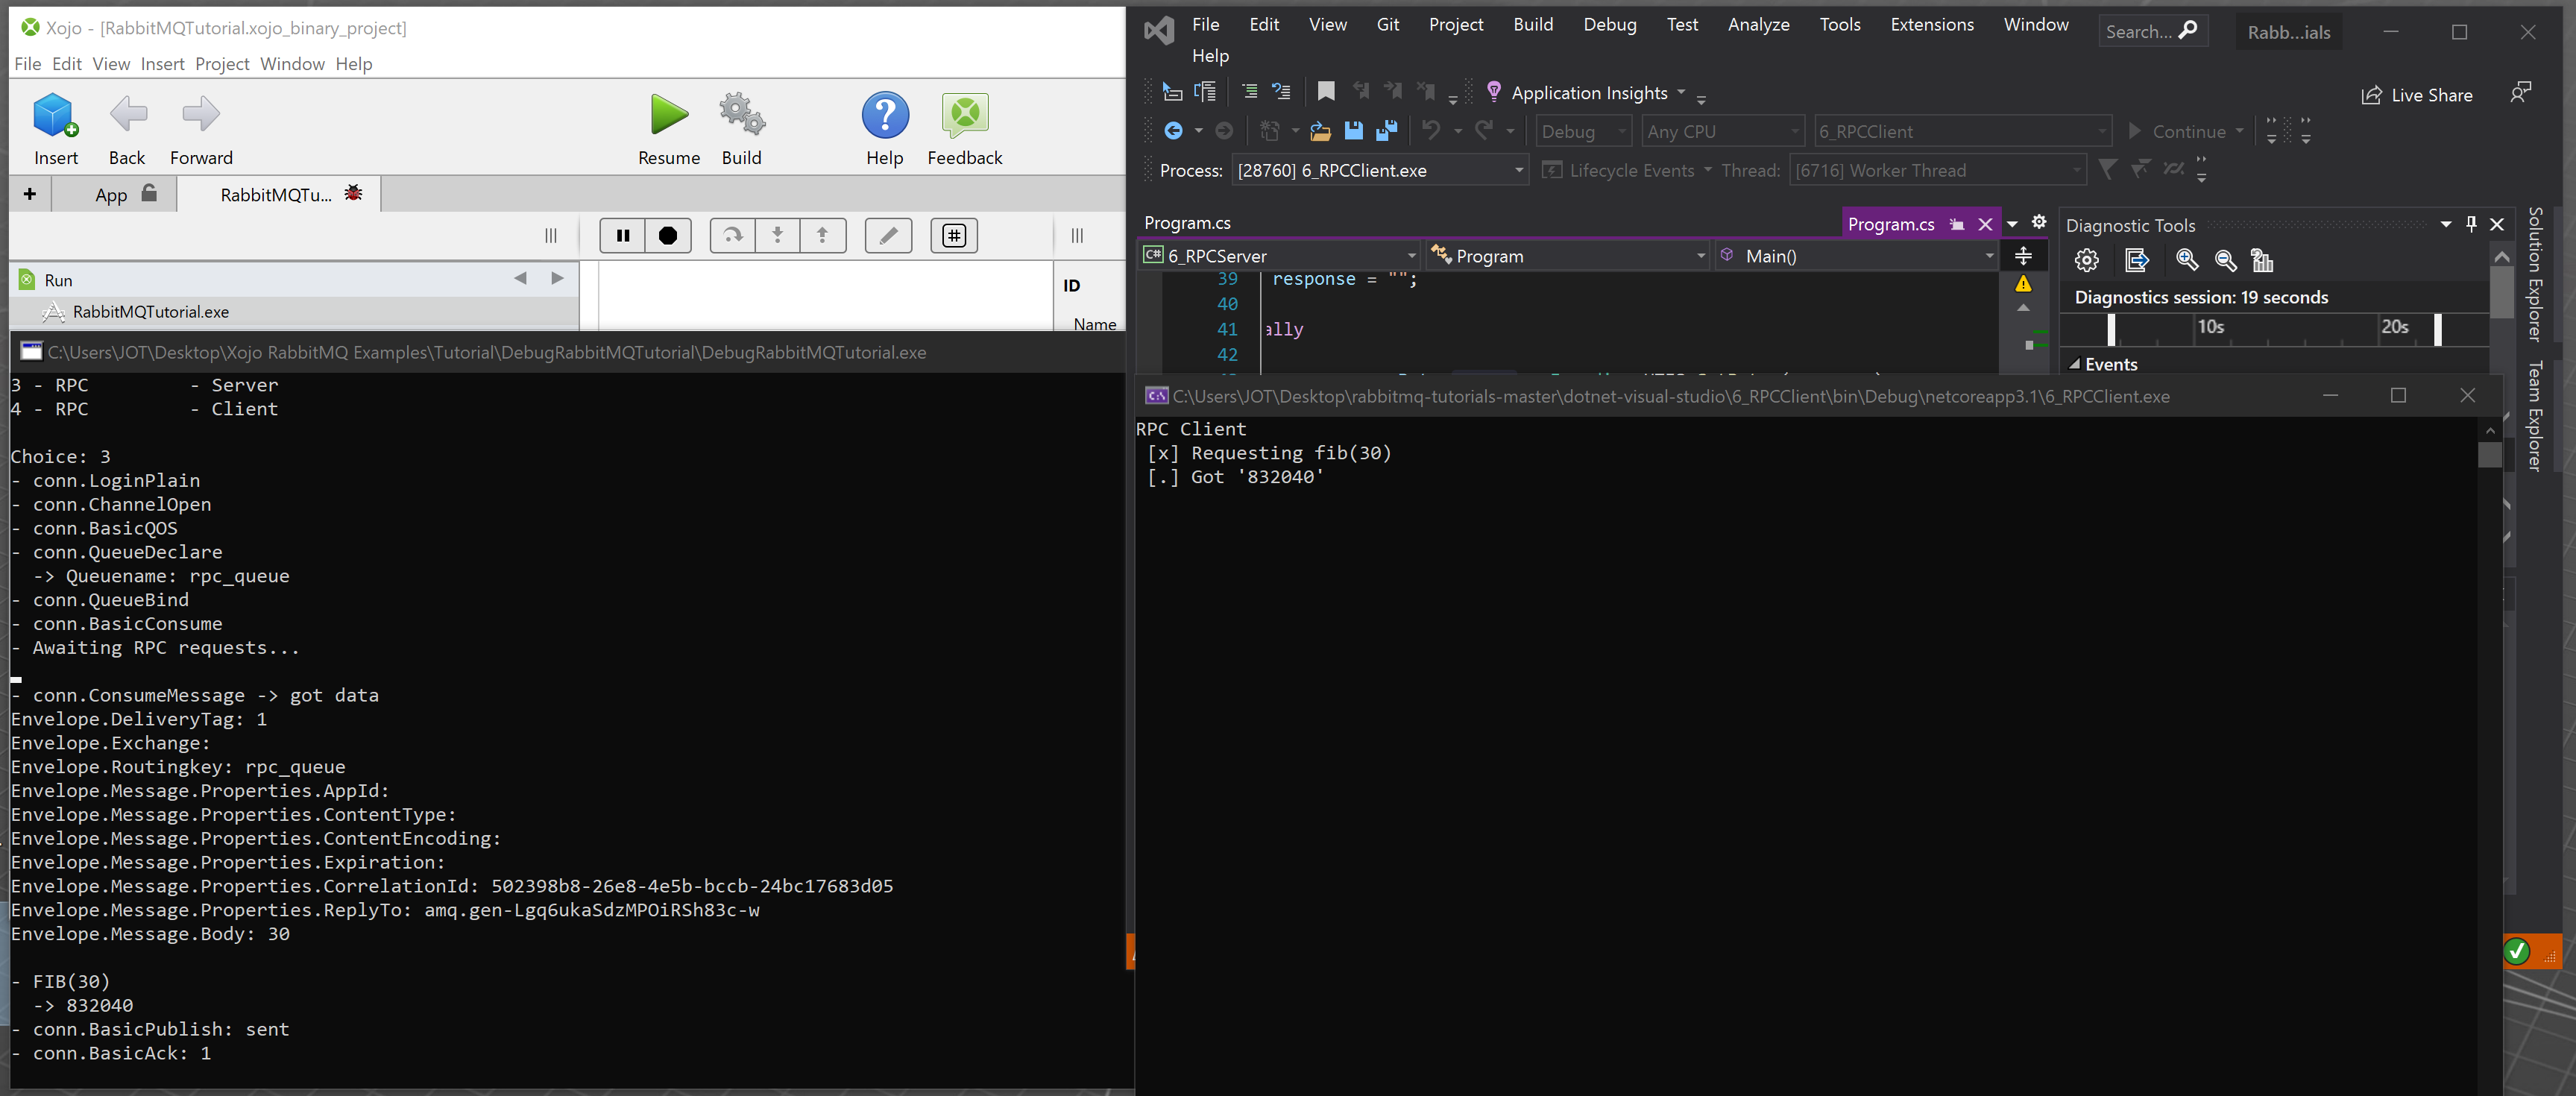 Xojo - [RabbitMQTutorial.xojo_binary_project]
File Edit View Insert Project Window Help
Insert Back Forward Resume Build Help Feedback
+ App RabbitMQTu...
Run
RabbitMQTutorial.exe
ID
Name
C:\Users\JOT\Desktop\Xojo RabbitMQ Examples\Tutorial\DebugRabbitMQTutorial\DebugRabbitMQTutorial.exe
3 - RPC - Server
4 - RPC - Client
Choice: 3
- conn.LoginPlain
- conn.ChannelOpen
- conn.BasicQOS
- conn.QueueDeclare
-> Queuename: rpc_queue
- conn.QueueBind
- conn.BasicConsume
- Awaiting RPC requests...
- conn.ConsumeMessage -> got data
Envelope.DeliveryTag: 1
Envelope.Exchange:
Envelope.Routingkey: rpc_queue
Envelope.Message.Properties.AppId:
Envelope.Message.Properties.ContentType:
Envelope.Message.Properties.ContentEncoding:
Envelope.Message.Properties.Expiration:
Envelope.Message.Properties.CorrelationId: 502398b8-26e8-4e5b-bccb-24bc17683d05
Envelope.Message.Properties.ReplyTo: amq.gen-Lgq6ukaSdzMPOiRSh83c-w
Envelope.Message.Body: 30
- FIB(30)
-> 832040
- conn.BasicPublish: sent
- conn.BasicAck: 1
File Edit View Git Project Build Debug Test Analyze Tools Extensions Window
Search... Rabb...ials
Help
Application Insights
Live Share
Debug Any CPU 6_RPCClient Continue
Process: [28760] 6_RPCClient.exe Lifecycle Events Thread: [6716] Worker Thread
Program.cs Program.cs
C# 6_RPCServer Program Main()
39 response = "";
40
41 ally
42
Diagnostic Tools
Diagnostics session: 19 seconds
10s 20s
Events
Solution Explorer
Team Explorer
C:\Users\JOT\Desktop\rabbitmq-tutorials-master\dotnet-visual-studio\6_RPCClient\bin\Debug\netcoreapp3.1\6_RPCClient.exe
RPC Client
[x] Requesting fib(30)
[.] Got '832040'